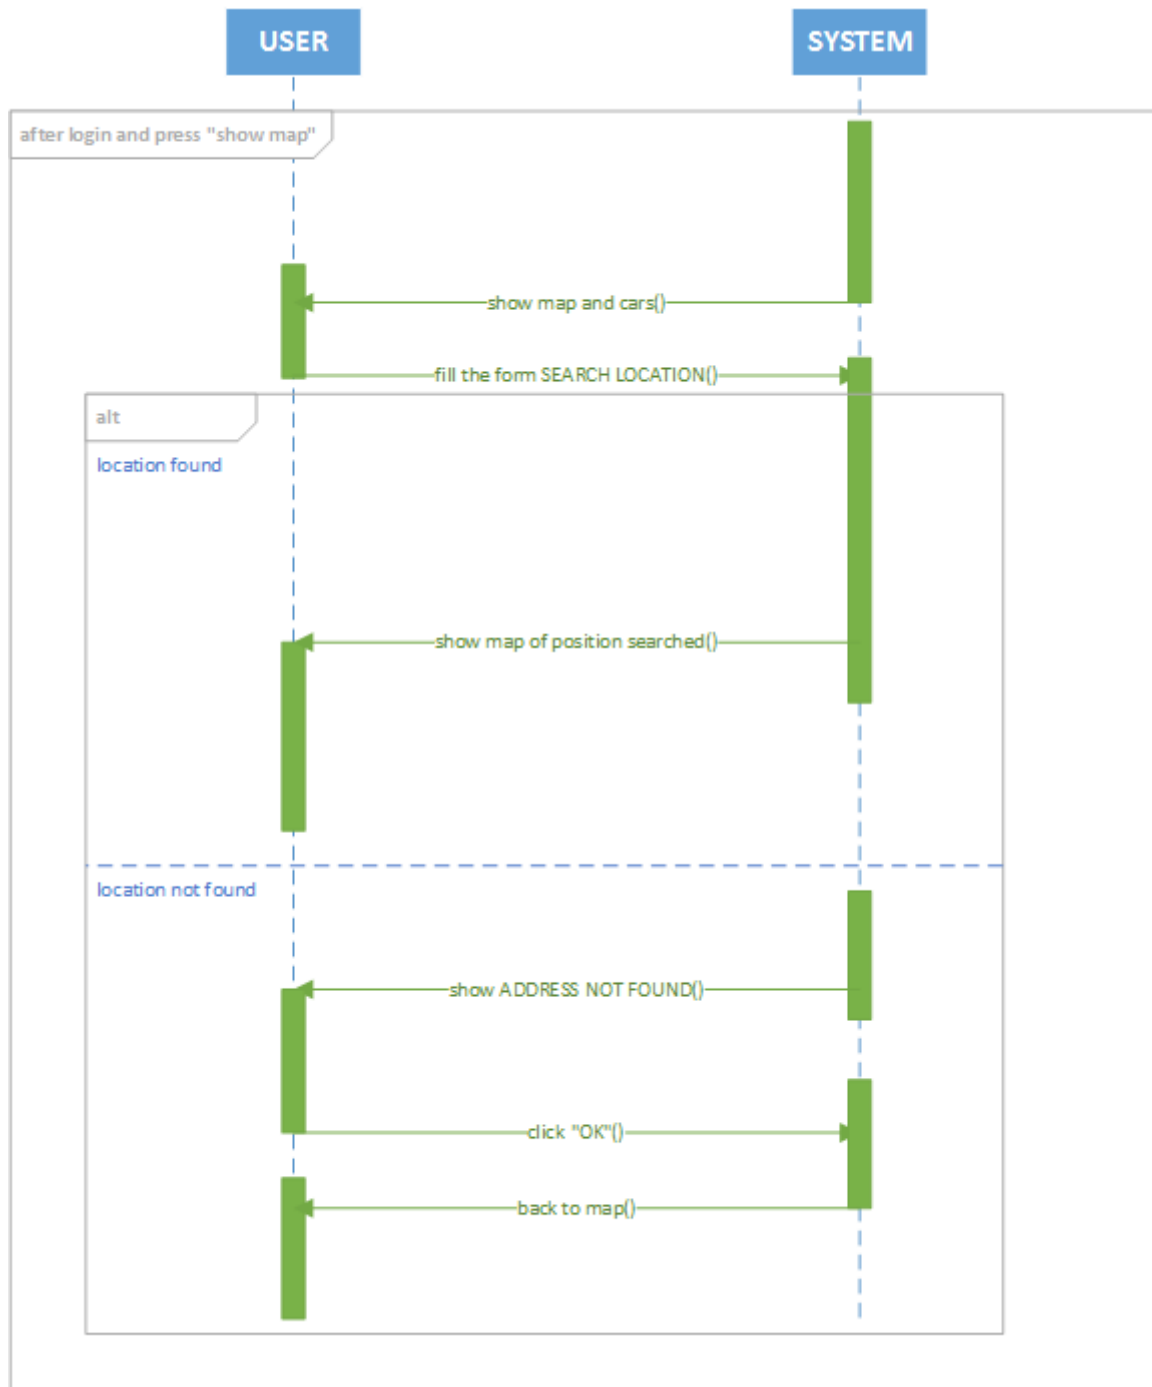 USER
SYSTEM
after login and press "show map"
show map and cars()
fill the form SEARCH LOCATION()
alt
location found
show map of position searched()
location not found
show ADDRESS NOT FOUND()
click "OK"()
back to map()